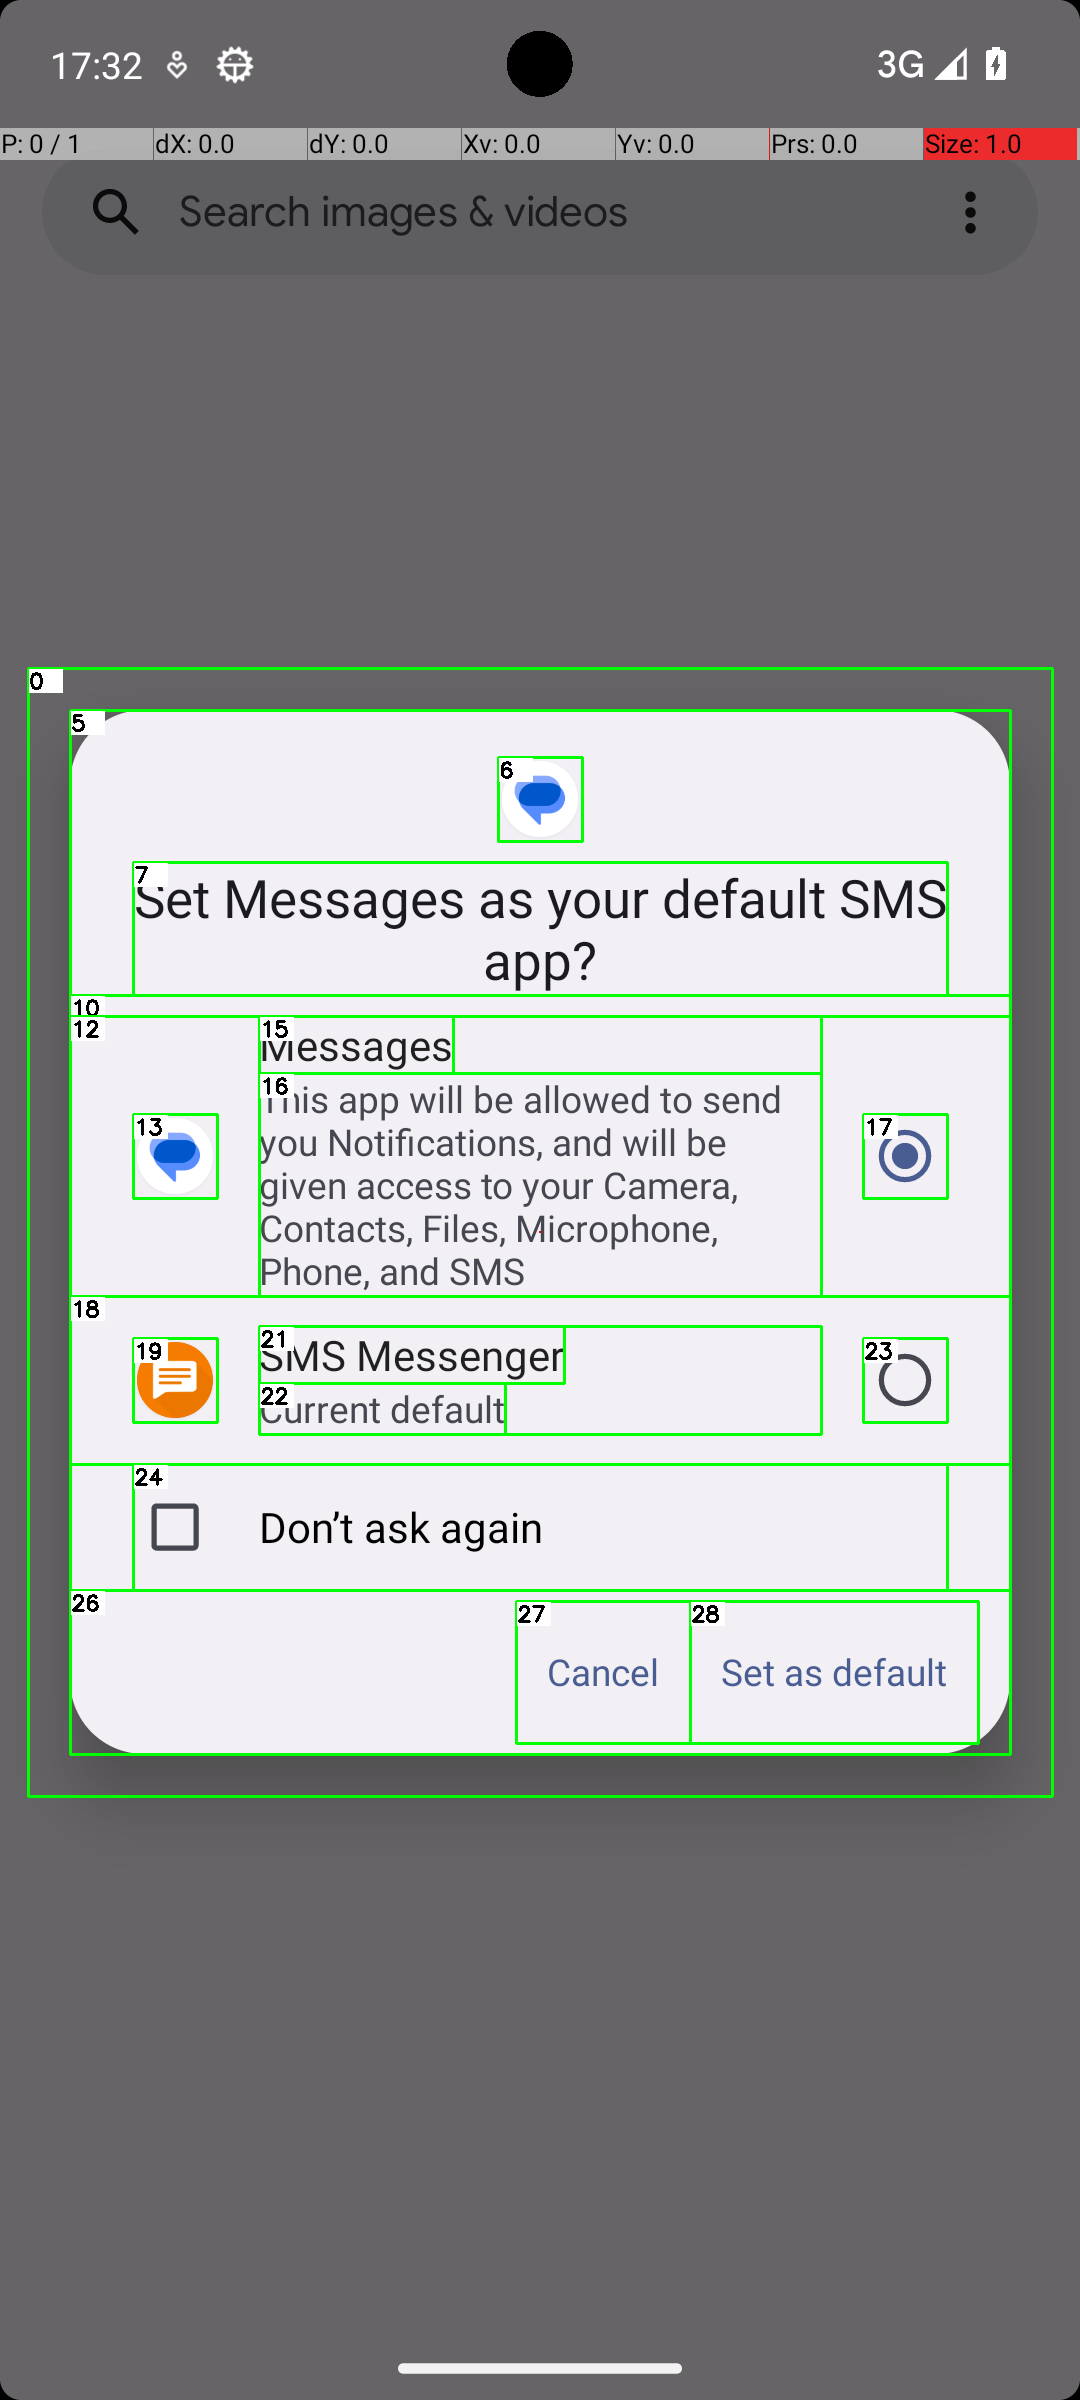 17:32
3G
P: 0 / 1
dX: 0.0
dY: 0.0
Xv: 0.0
Yv: 0.0
Prs: 0.0
Size: 1.0
Search images & videos
0
5
6
7
Set Messages as your default SMS
app?
10
12
15
Messages
16
This app will be allowed to send
you Notifications, and will be
given access to your Camera,
Contacts, Files, Microphone,
Phone, and SMS
13
17
18
19
21
SMS Messenger
22
Current default
23
24
Don’t ask again
26
27
Cancel
28
Set as default